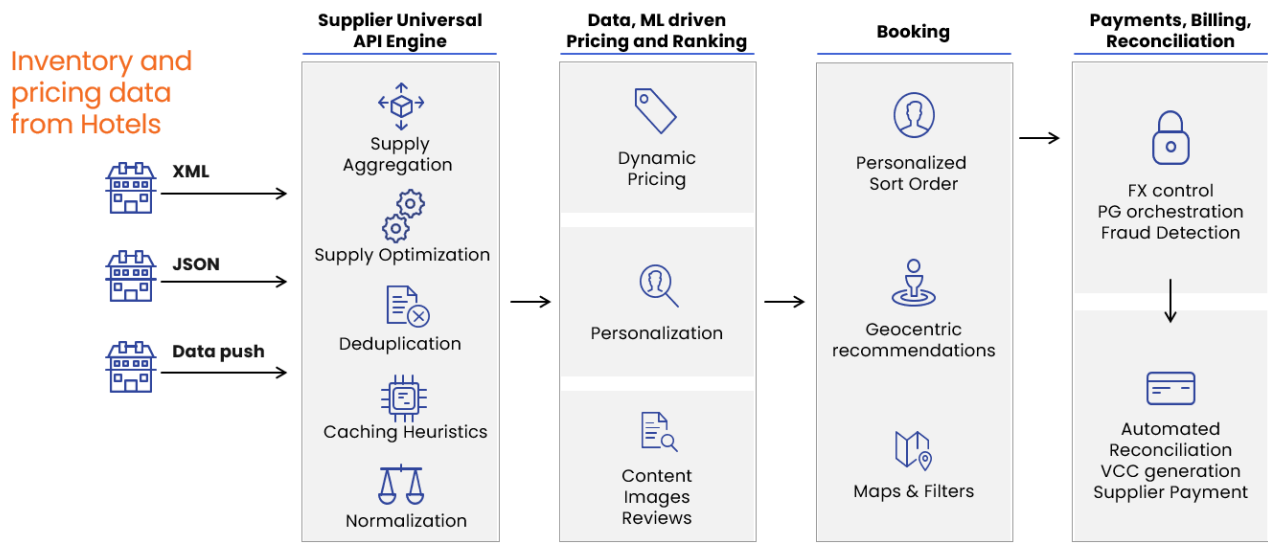 Inventory and
pricing data
from Hotels
XML
JSON
Data push
Supplier Universal
API Engine
Supply
Aggregation
Supply Optimization
Deduplication
Caching Heuristics
Normalization
Data, ML driven
Pricing and Ranking
Dynamic
Pricing
Personalization
Content
Images
Reviews
Booking
Personalized
Sort Order
Geocentric
recommendations
Maps & Filters
Payments, Billing,
Reconciliation
FX control
PG orchestration
Fraud Detection
Automated
Reconciliation
VCC generation
Supplier Payment